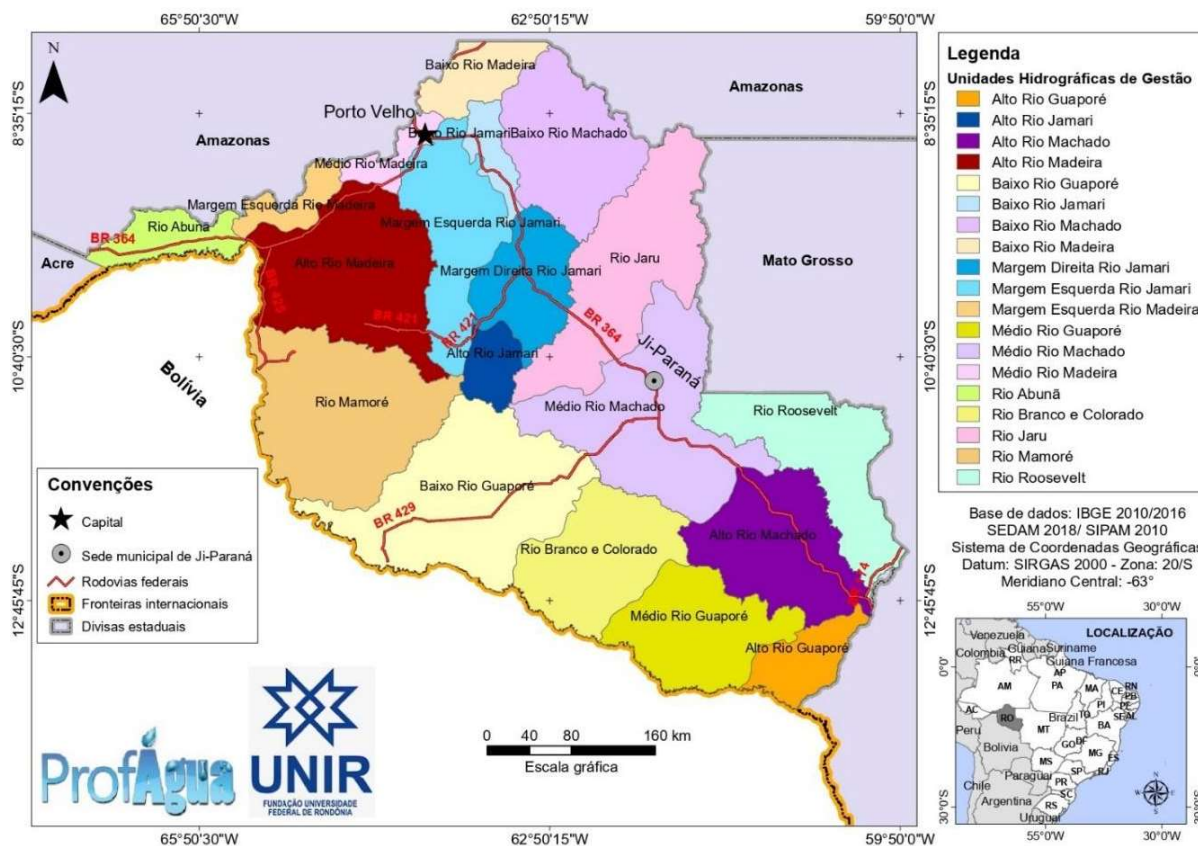 65°50'30"W
62°50'15"W
59°5'00"W
N
8°35'15"S
10°40'30"S
12°45'45"S
Baixo Rio Madeira
Amazonas
Porto Velho
Baixo Rio Jamari
Baixo Rio Machado
Amazonas
Médio Rio Madeira
Margem Esquerda Rio Madeira
Rio Abunã
Margem Esquerda Rio Jamari
BR 364
Acre
Alto Rio Madeira
Margem Direita Rio Jamari
Rio Jaru
Mato Grosso
BR 421
BR 421
BR 364
Alto Rio Jamari
Ji-Paraná
Bolívia
Rio Mamoré
Médio Rio Machado
Rio Roosevelt
Baixo Rio Guaporé
BR 429
Rio Branco e Colorado
Alto Rio Machado
Médio Rio Guaporé
Alto Rio Guaporé
8°35'15"S
10°40'30"S
12°45'45"S
65°50'30"W
62°50'15"W
59°5'00"W
Convenções
Capital
Sede municipal de Ji-Paraná
Rodovias federais
Fronteiras internacionais
Divisas estaduais
ProfÁgua
UNIR
FUNDAÇÃO UNIVERSIDADE
FEDERAL DE RONDÔNIA
0 40 80 160 km
Escala gráfica
Legenda
Unidades Hidrográficas de Gestão
Alto Rio Guaporé
Alto Rio Jamari
Alto Rio Machado
Alto Rio Madeira
Baixo Rio Guaporé
Baixo Rio Jamari
Baixo Rio Machado
Baixo Rio Madeira
Margem Direita Rio Jamari
Margem Esquerda Rio Jamari
Margem Esquerda Rio Madeira
Médio Rio Guaporé
Médio Rio Machado
Médio Rio Madeira
Rio Abunã
Rio Branco e Colorado
Rio Jaru
Rio Mamoré
Rio Roosevelt
Base de dados: IBGE 2010/2016
SEDAM 2018/ SIPAM 2010
Sistema de Coordenadas Geográficas
Datum: SIRGAS 2000 - Zona: 20/S
Meridiano Central: -63°
55°0'W
30°0'W
LOCALIZAÇÃO
Venezuela
Colombia
Guiana
Suriname
Guiana Francesa
RR
AP
0°0'
0°0'
AM
PA
MA
CE
RN
PB
PE
AL
SE
PI
AC
RO
TO
BA
Brazil
Peru
MT
Bolivia
GO
DF
MG
ES
MS
SP
RJ
Paraguai
PR
SC
Chile
Argentina
RS
Uruguai
N
30°0'S
30°0'S
55°0'W
30°0'W